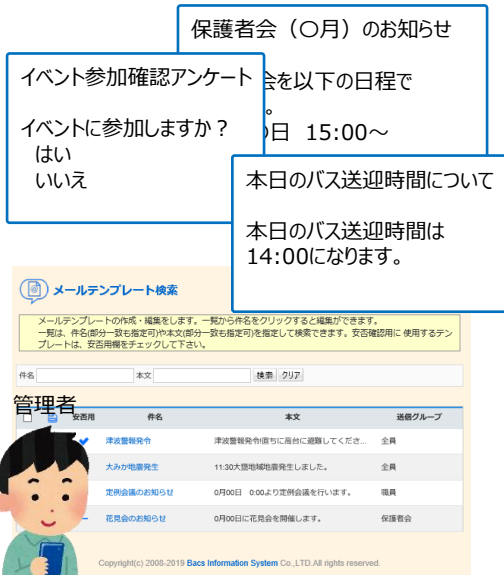 保護者会（〇月）のお知らせ
会を以下の日程で
。
日 15:00～
イベント参加確認アンケート
イベントに参加しますか？
はい
いいえ
本日のバス送迎時間について
本日のバス送迎時間は
14:00になります。
メールテンプレート検索
メールテンプレートの作成・編集をします。一覧から件名をクリックすると編集ができます。
一覧は、件名(部分一致も指定可)や本文(部分一致も指定可)を指定して検索できます。安否確認用に使用するテン
プレートは、安否用欄をチェックして下さい。
件名 本文 検索 クリア
管理者
安否用 件名 本文 送信グループ
津波警報発令 津波警報発令!直ちに高台に避難してくださ... 全員
大みか地震発生 11:30大甕地域地震発生しました。 全員
定例会議のお知らせ 0月00日 0:00より定例会議を行います。 職員
花見会のお知らせ 0月00日に花見会を開催します。 保護者会
Copyright(c) 2008-2019 Bacs Information System Co.,LTD.All rights reserved.